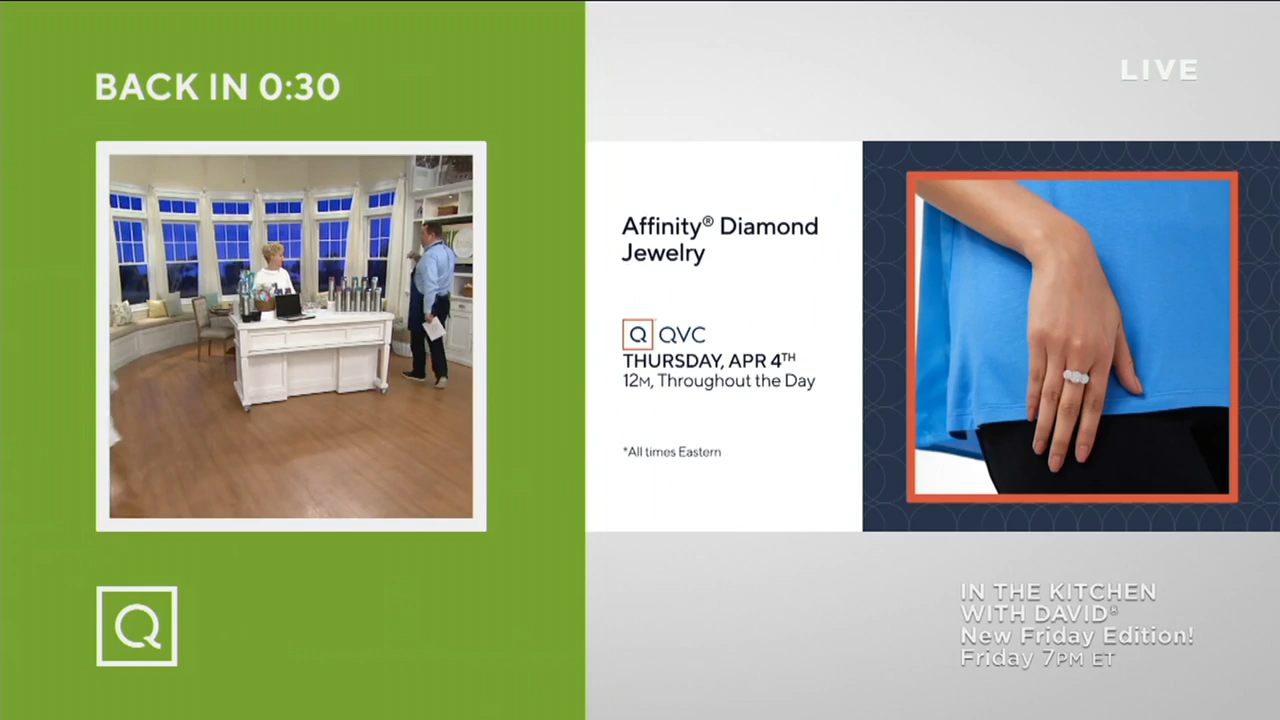 BACK IN 0:30
LIVE
Affinity® Diamond
Jewelry
Q QVC
THURSDAY, APR 4TH
12M, Throughout the Day
*All times Eastern
Q
IN THE KITCHEN
WITH DAVID®
New Friday Edition!
Friday 7PM ET